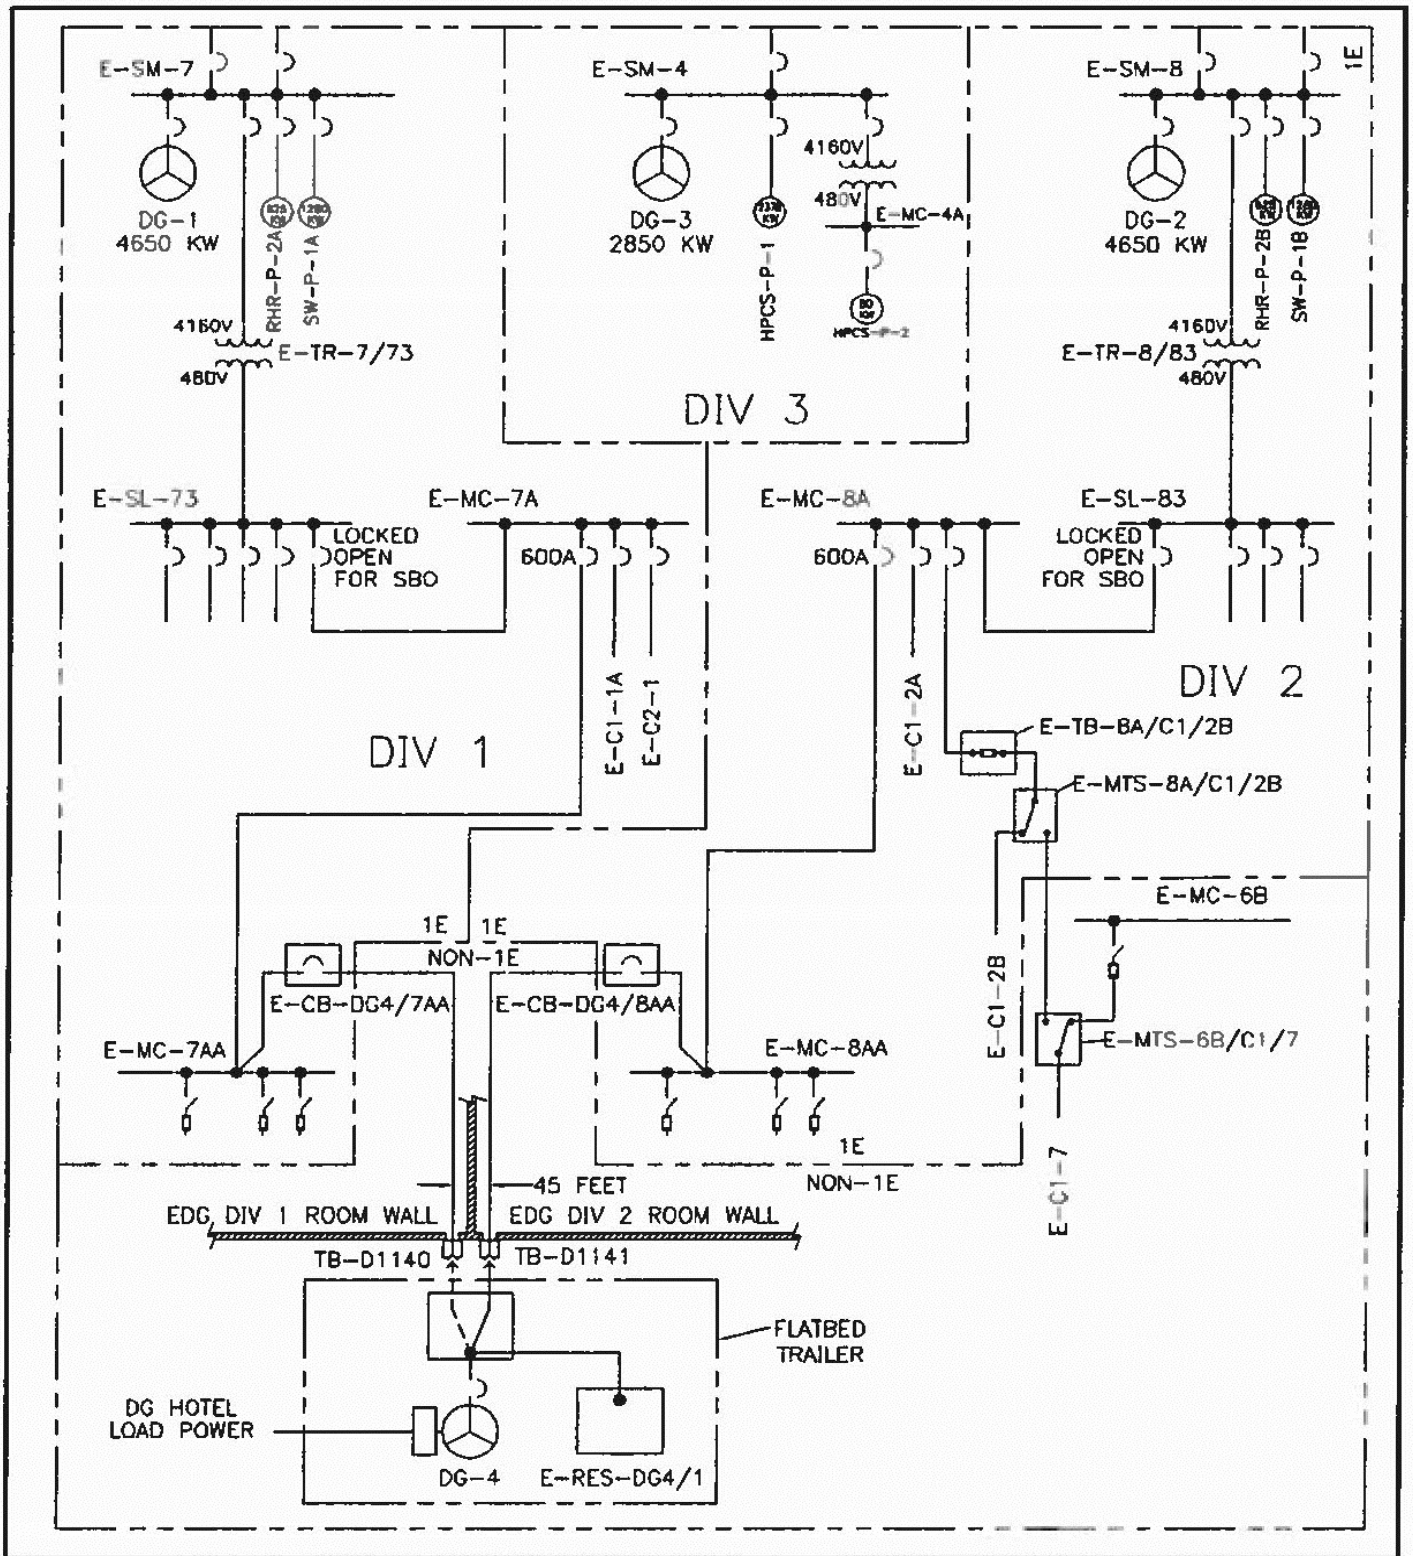 E-SM-7
E-SM-4
E-SM-8
1E
DG-1
4650 KW
RHR-P-2A
SW-P-1A
4160V
480V
E-TR-7/73
DG-3
2850 KW
HPCS-P-1
4160V
480V
E-MC-4A
HPCS-P-2
DIV 3
DG-2
4650 KW
RHR-P-2B
SW-P-1B
4160V
E-TR-8/83
480V
E-SL-73
LOCKED
OPEN
FOR SBO
E-MC-7A
600A
E-C1-1A
E-C2-1
E-MC-8A
600A
E-C1-2A
E-SL-83
LOCKED
OPEN
FOR SBO
DIV 1
DIV 2
E-TB-8A/C1/2B
E-MTS-8A/C1/2B
E-MC-6B
E-C1-2B
E-MTS-6B/C1/7
E-C1-7
1E 1E
NON-1E
E-CB-DG4/7AA
E-CB-DG4/8AA
E-MC-7AA
E-MC-8AA
1E
NON-1E
45 FEET
EDG DIV 1 ROOM WALL
EDG DIV 2 ROOM WALL
TB-D1140
TB-D1141
FLATBED
TRAILER
DG HOTEL
LOAD POWER
DG-4
E-RES-DG4/1